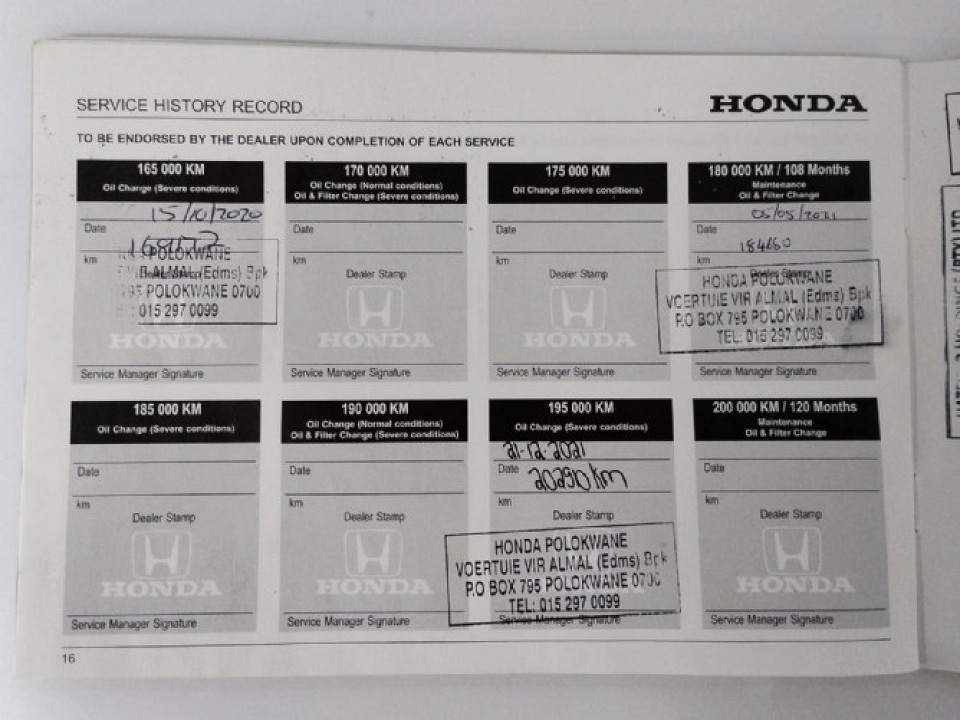 SERVICE HISTORY RECORD
HONDA
TO BE ENDORSED BY THE DEALER UPON COMPLETION OF EACH SERVICE
165 000 KM
Oil Change (Severe conditions)
15/10/2020
Date
km
POLOKWANE
VIR ALMAL (Edms) Bpk
795 POLOKWANE 0700
015 297 0099
HONDA
Service Manager Signature
170 000 KM
Oil Change (Normal conditions)
Oil & Filter Change (Severe conditions)
Date
km
Dealer Stamp
HONDA
Service Manager Signature
175 000 KM
Oil Change (Severe conditions)
Date
km
Dealer Stamp
HONDA
Service Manager Signature
180 000 KM / 108 Months
Maintenance
Oil & Filter Change
05/05/2021
Date
184660
km
Dealer Stamp
HONDA POLOKWANE
VOERTUIE VIR ALMAL (Edms) Bpk
P.O BOX 795 POLOKWANE 0700
TEL: 015 297 0099
Service Manager Signature
185 000 KM
Oil Change (Severe conditions)
Date
km
Dealer Stamp
HONDA
Service Manager Signature
190 000 KM
Oil Change (Normal conditions)
Oil & Filter Change (Severe conditions)
Date
km
Dealer Stamp
HONDA
Service Manager Signature
195 000 KM
Oil Change (Severe conditions)
21-12-2021
Date
20290 km
km
Dealer Stamp
HONDA POLOKWANE
VOERTUIE VIR ALMAL (Edms) Bpk
P.O BOX 795 POLOKWANE 0700
TEL: 015 297 0099
Service Manager Signature
200 000 KM / 120 Months
Maintenance
Oil & Filter Change
Date
km
Dealer Stamp
HONDA
Service Manager Signature
16